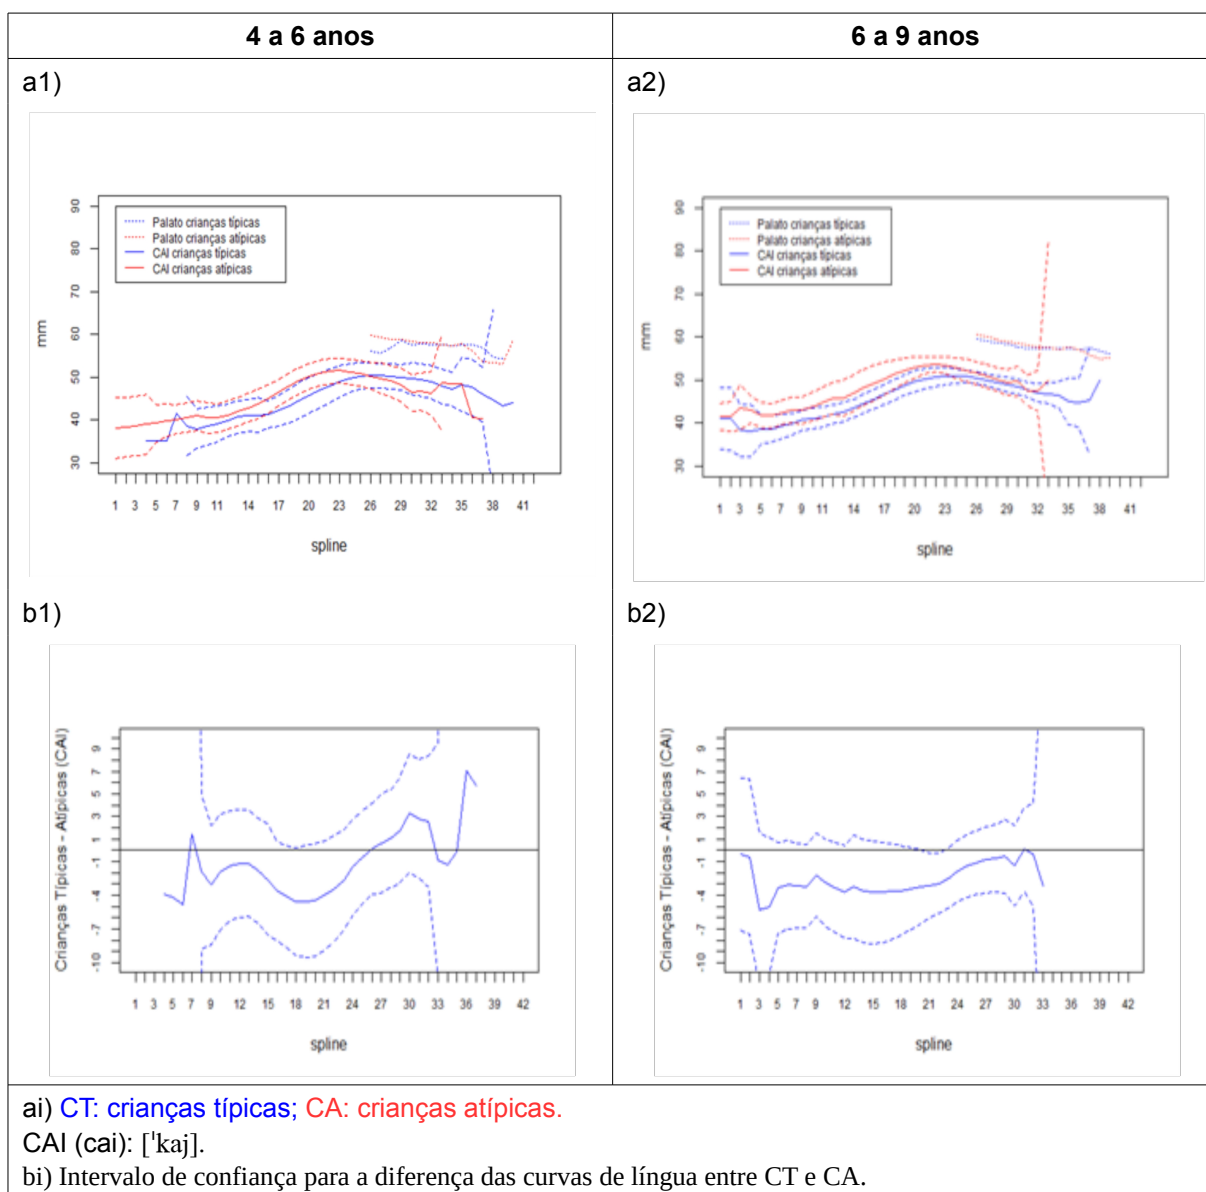 4 a 6 anos
6 a 9 anos
a1)
a2)
90
80
70
60
50
40
30
mm
Palato crianças típicas
Palato crianças atípicas
CAI crianças típicas
CAI crianças atípicas
1 3 5 7 9 11 14 17 20 23 26 29 32 35 38 41
spline
90
80
70
60
50
40
30
mm
Palato crianças típicas
Palato crianças atípicas
CAI crianças típicas
CAI crianças atípicas
1 3 5 7 9 11 14 17 20 23 26 29 32 35 38 41
spline
b1)
b2)
Crianças Típicas - Atípicas (CAI)
9
7
5
3
1
-1
-4
-7
-10
1 3 5 7 9 12 15 18 21 24 27 30 33 36 39 42
spline
Crianças Típicas - Atípicas (CAI)
9
7
5
3
1
-1
-4
-7
-10
1 3 5 7 9 12 15 18 21 24 27 30 33 36 39 42
spline
ai) CT: crianças típicas; CA: crianças atípicas.
CAI (cai): [ˈkaj].
bi) Intervalo de confiança para a diferença das curvas de língua entre CT e CA.